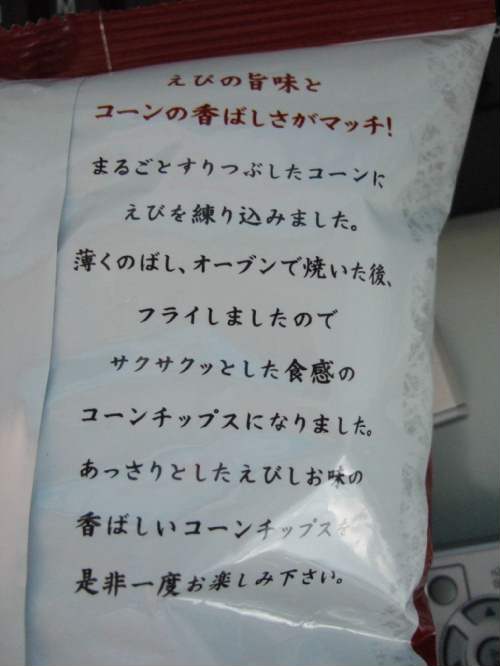 えびの旨味と
コーンの香ばしさがマッチ!
まるごとすりつぶしたコーンに
えびを練り込みました。
薄くのばし、オーブンで焼いた後、
フライしましたので
サクサクッとした食感の
コーンチップスになりました。
あっさりとしたえびしお味の
香ばしいコーンチップスを
是非一度お楽しみ下さい。